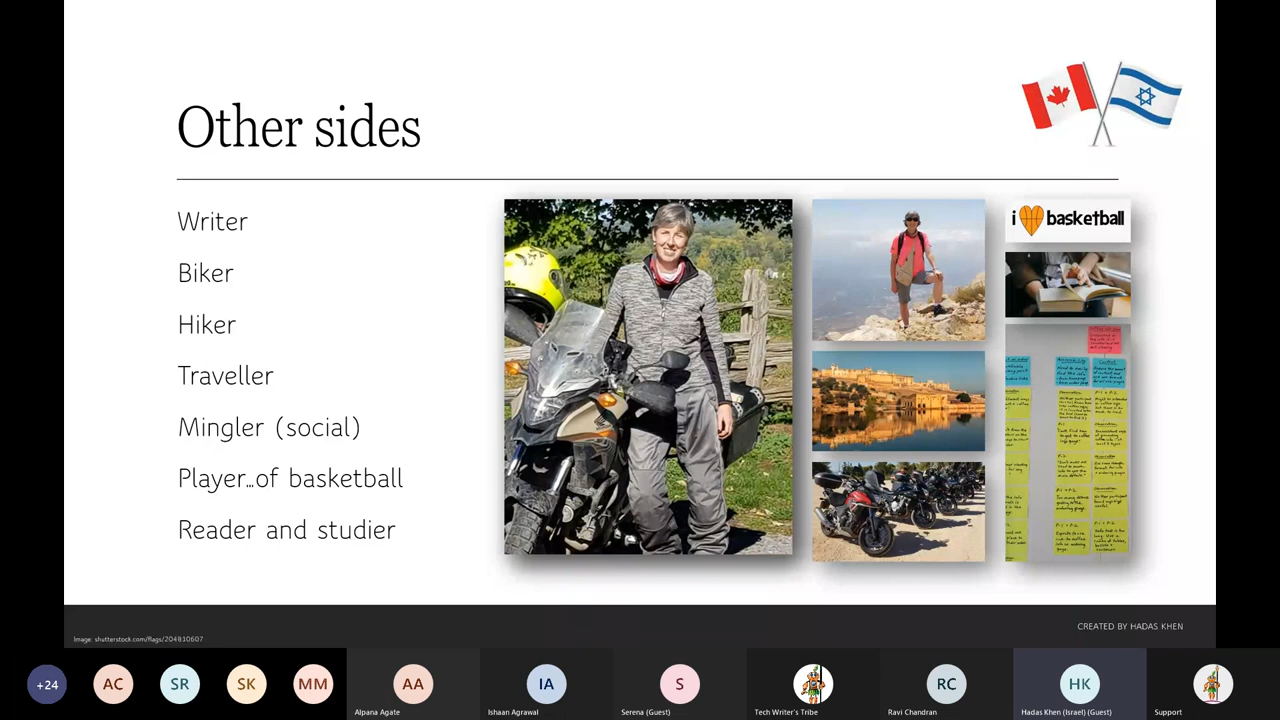 Other sides
Writer
Biker
Hiker
Traveller
Mingler (social)
Player...of basketball
Reader and studier
i basketball
CREATED BY HADAS KHEN
Image: shutterstock.com/flags/204810607
+24
AC
SR
SK
MM
AA
Alpana Agate
IA
Ishaan Agrawal
S
Serena (Guest)
Tech Writer's Tribe
RC
Ravi Chandran
HK
Hadas Khen (Israel) (Guest)
Support